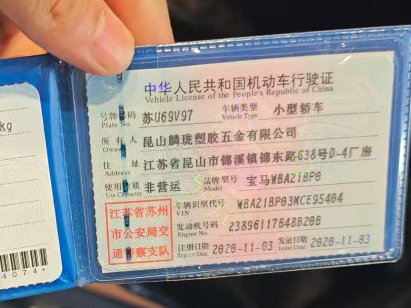 kg
4074*
中华人民共和国机动车行驶证
Vehicle License of the People's Republic of China
号牌号码 苏U69V97 车辆类型 小型轿车
Plate No. Vehicle Type
所有人 昆山麟珑塑胶五金有限公司
Owner
住址 江苏省昆山市锦溪镇锦东路638号D-4厂房
Address
使用性质 非营运 品牌型号 宝马WBA21BP0
Use Character Model
江苏省苏州
市公安局交
通警察支队
车辆识别代号 WBA21BP03MCE95404
VIN
发动机号码 23896117B48B20B
Engine No.
注册日期 2020-11-03 发证日期 2020-11-03
Register Date Issue Date